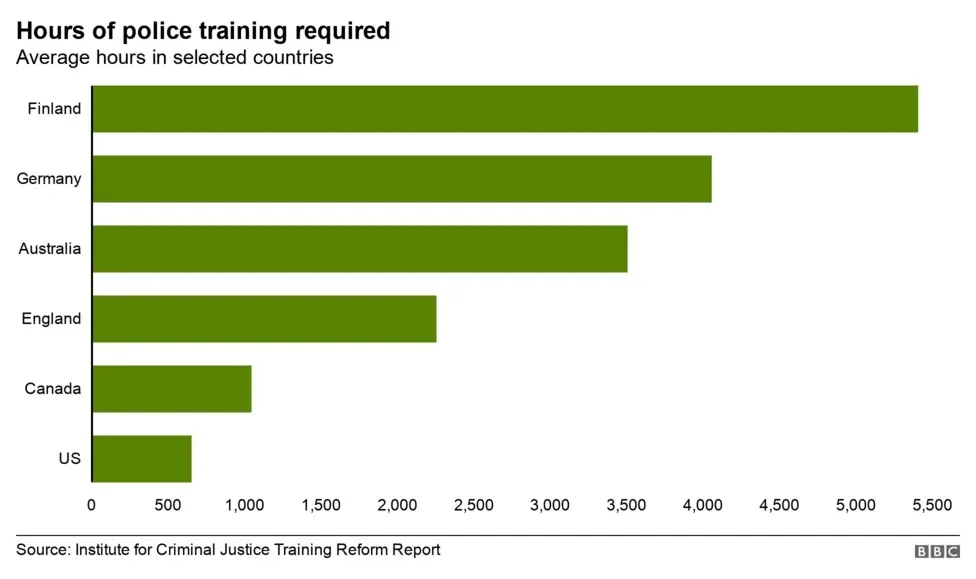 Hours of police training required
Average hours in selected countries
Finland
Germany
Australia
England
Canada
US
0 500 1,000 1,500 2,000 2,500 3,000 3,500 4,000 4,500 5,000 5,500
Source: Institute for Criminal Justice Training Reform Report
BBC